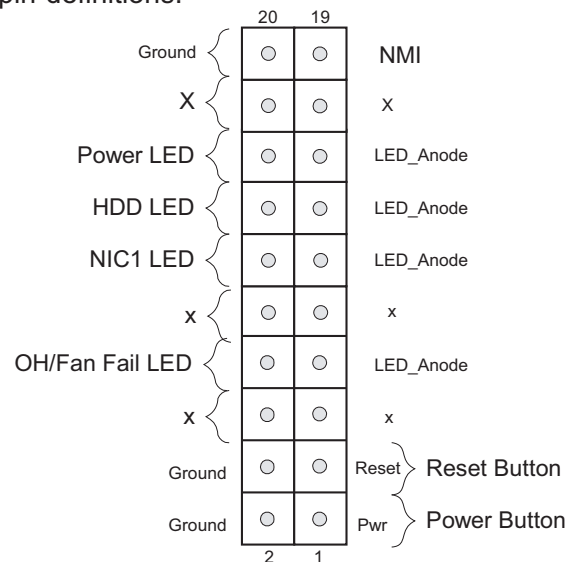 pin definitions.
20 19
Ground NMI
X X
Power LED LED_Anode
HDD LED LED_Anode
NIC1 LED LED_Anode
x x
OH/Fan Fail LED LED_Anode
x x
Ground Reset Reset Button
Ground Pwr Power Button
2 1